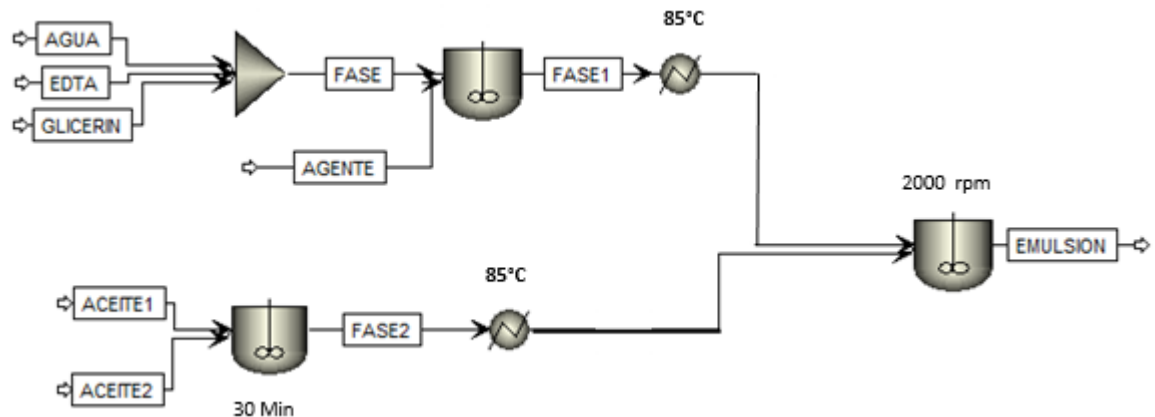 85°C
AGUA
EDTA
GLICERIN
FASE
FASE1
AGENTE
2000 rpm
EMULSION
85°C
ACEITE1
FASE2
ACEITE2
30 Min